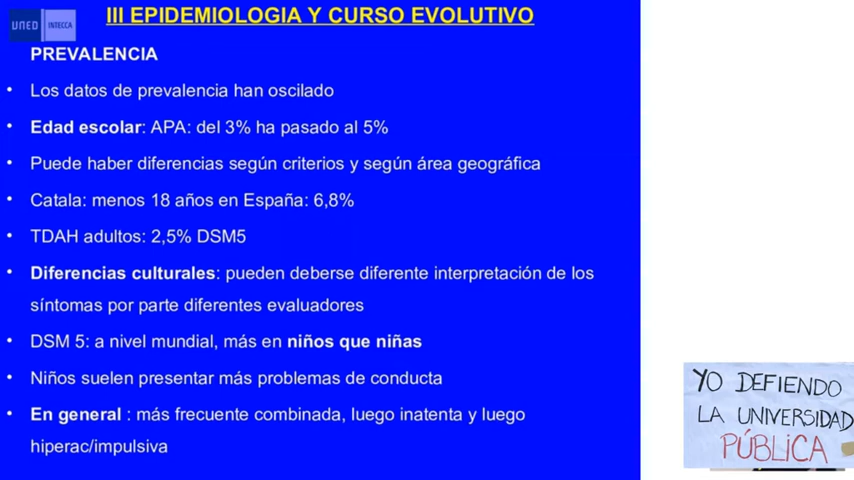 UNED INTECCA
III EPIDEMIOLOGIA Y CURSO EVOLUTIVO
PREVALENCIA
• Los datos de prevalencia han oscilado
• Edad escolar: APA: del 3% ha pasado al 5%
• Puede haber diferencias según criterios y según área geográfica
• Catala: menos 18 años en España: 6,8%
• TDAH adultos: 2,5% DSM5
• Diferencias culturales: pueden deberse diferente interpretación de los
síntomas por parte diferentes evaluadores
• DSM 5: a nivel mundial, más en niños que niñas
• Niños suelen presentar más problemas de conducta
• En general : más frecuente combinada, luego inatenta y luego
hiperac/impulsiva
YO DEFIENDO
LA UNIVERSIDAD
PÚBLICA